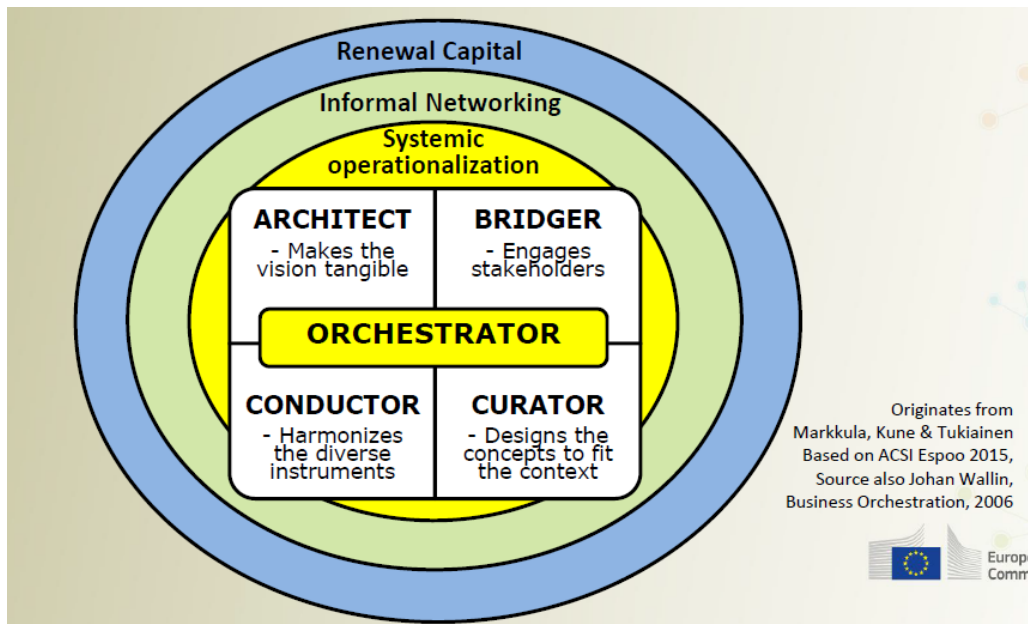 Renewal Capital
Informal Networking
Systemic
operationalization
ARCHITECT
- Makes the
vision tangible
BRIDGER
- Engages
stakeholders
ORCHESTRATOR
CONDUCTOR
- Harmonizes
the diverse
instruments
CURATOR
- Designs the
concepts to fit
the context
Originates from
Markkula, Kune & Tukiainen
Based on ACSI Espoo 2015,
Source also Johan Wallin,
Business Orchestration, 2006